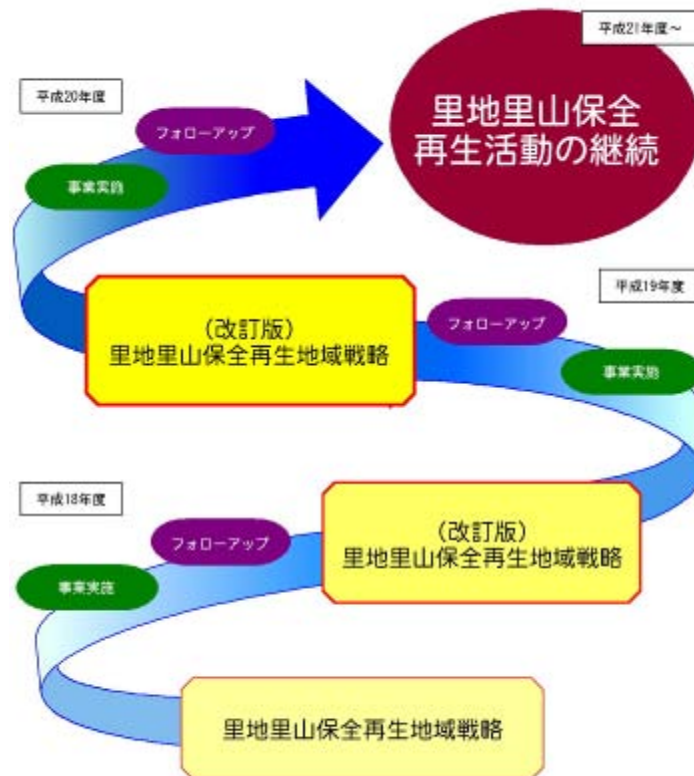 平成21年度～
里地里山保全
再生活動の継続
平成20年度
フォローアップ
事業実施
平成19年度
(改訂版)
里地里山保全再生地域戦略
フォローアップ
事業実施
平成18年度
(改訂版)
里地里山保全再生地域戦略
フォローアップ
事業実施
里地里山保全再生地域戦略